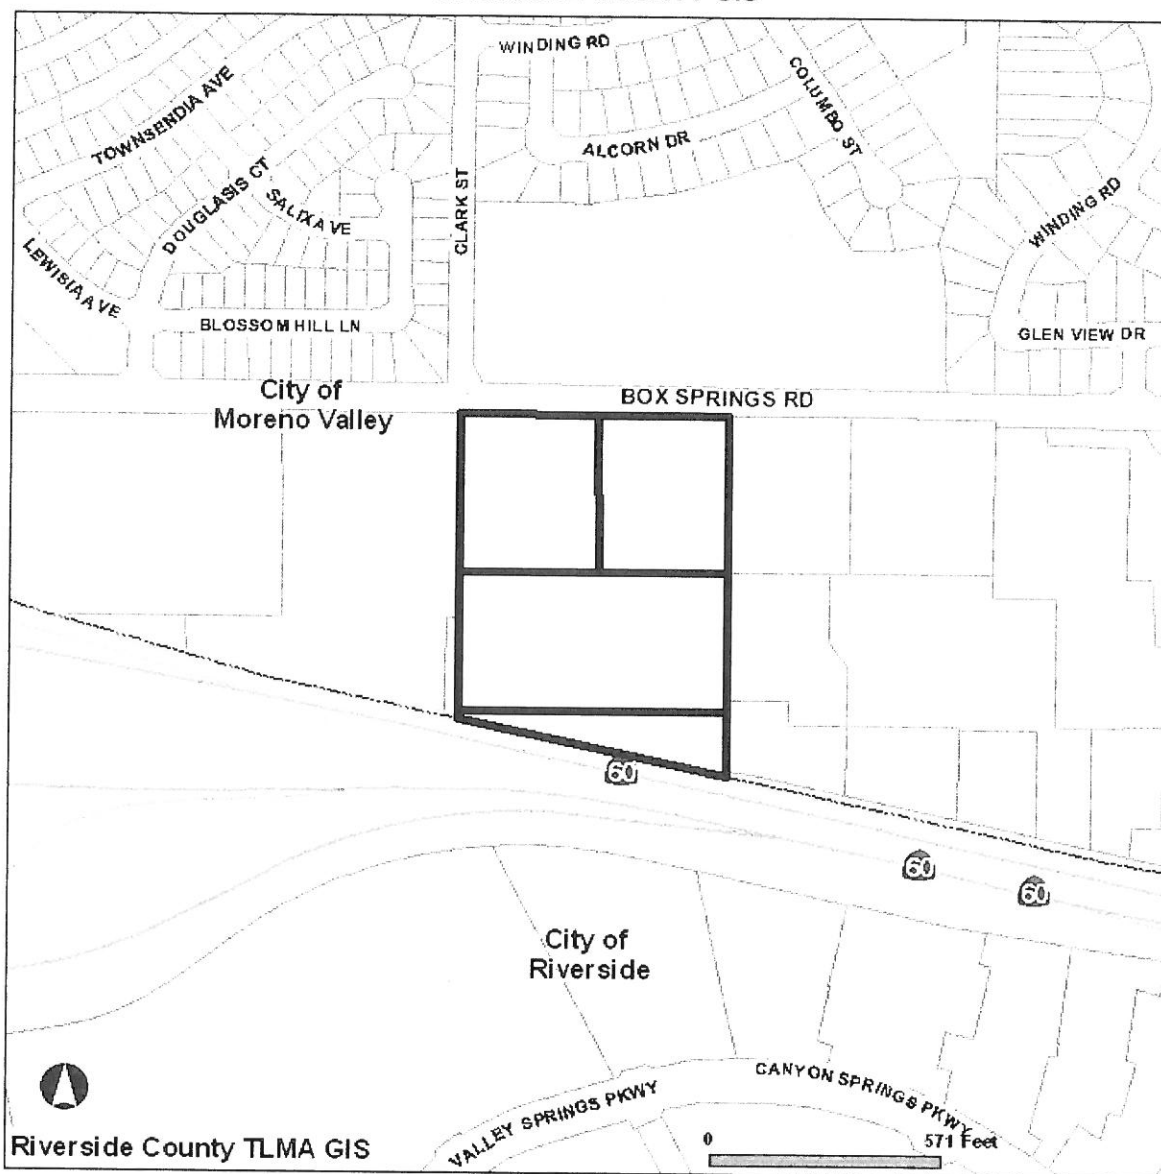 WINDING RD
COLUMBO ST
TOWNSENDIA AVE
ALCORN DR
DOUGLASIS CT
SALIX AVE
CLARK ST
WINDING RD
LEWISIA AVE
BLOSSOM HILL LN
GLEN VIEW DR
City of
Moreno Valley
BOX SPRINGS RD
60
60
60
City of
Riverside
CANYON SPRINGS PKWY
VALLEY SPRINGS PKWY
Riverside County TLMA GIS
0
571 Feet